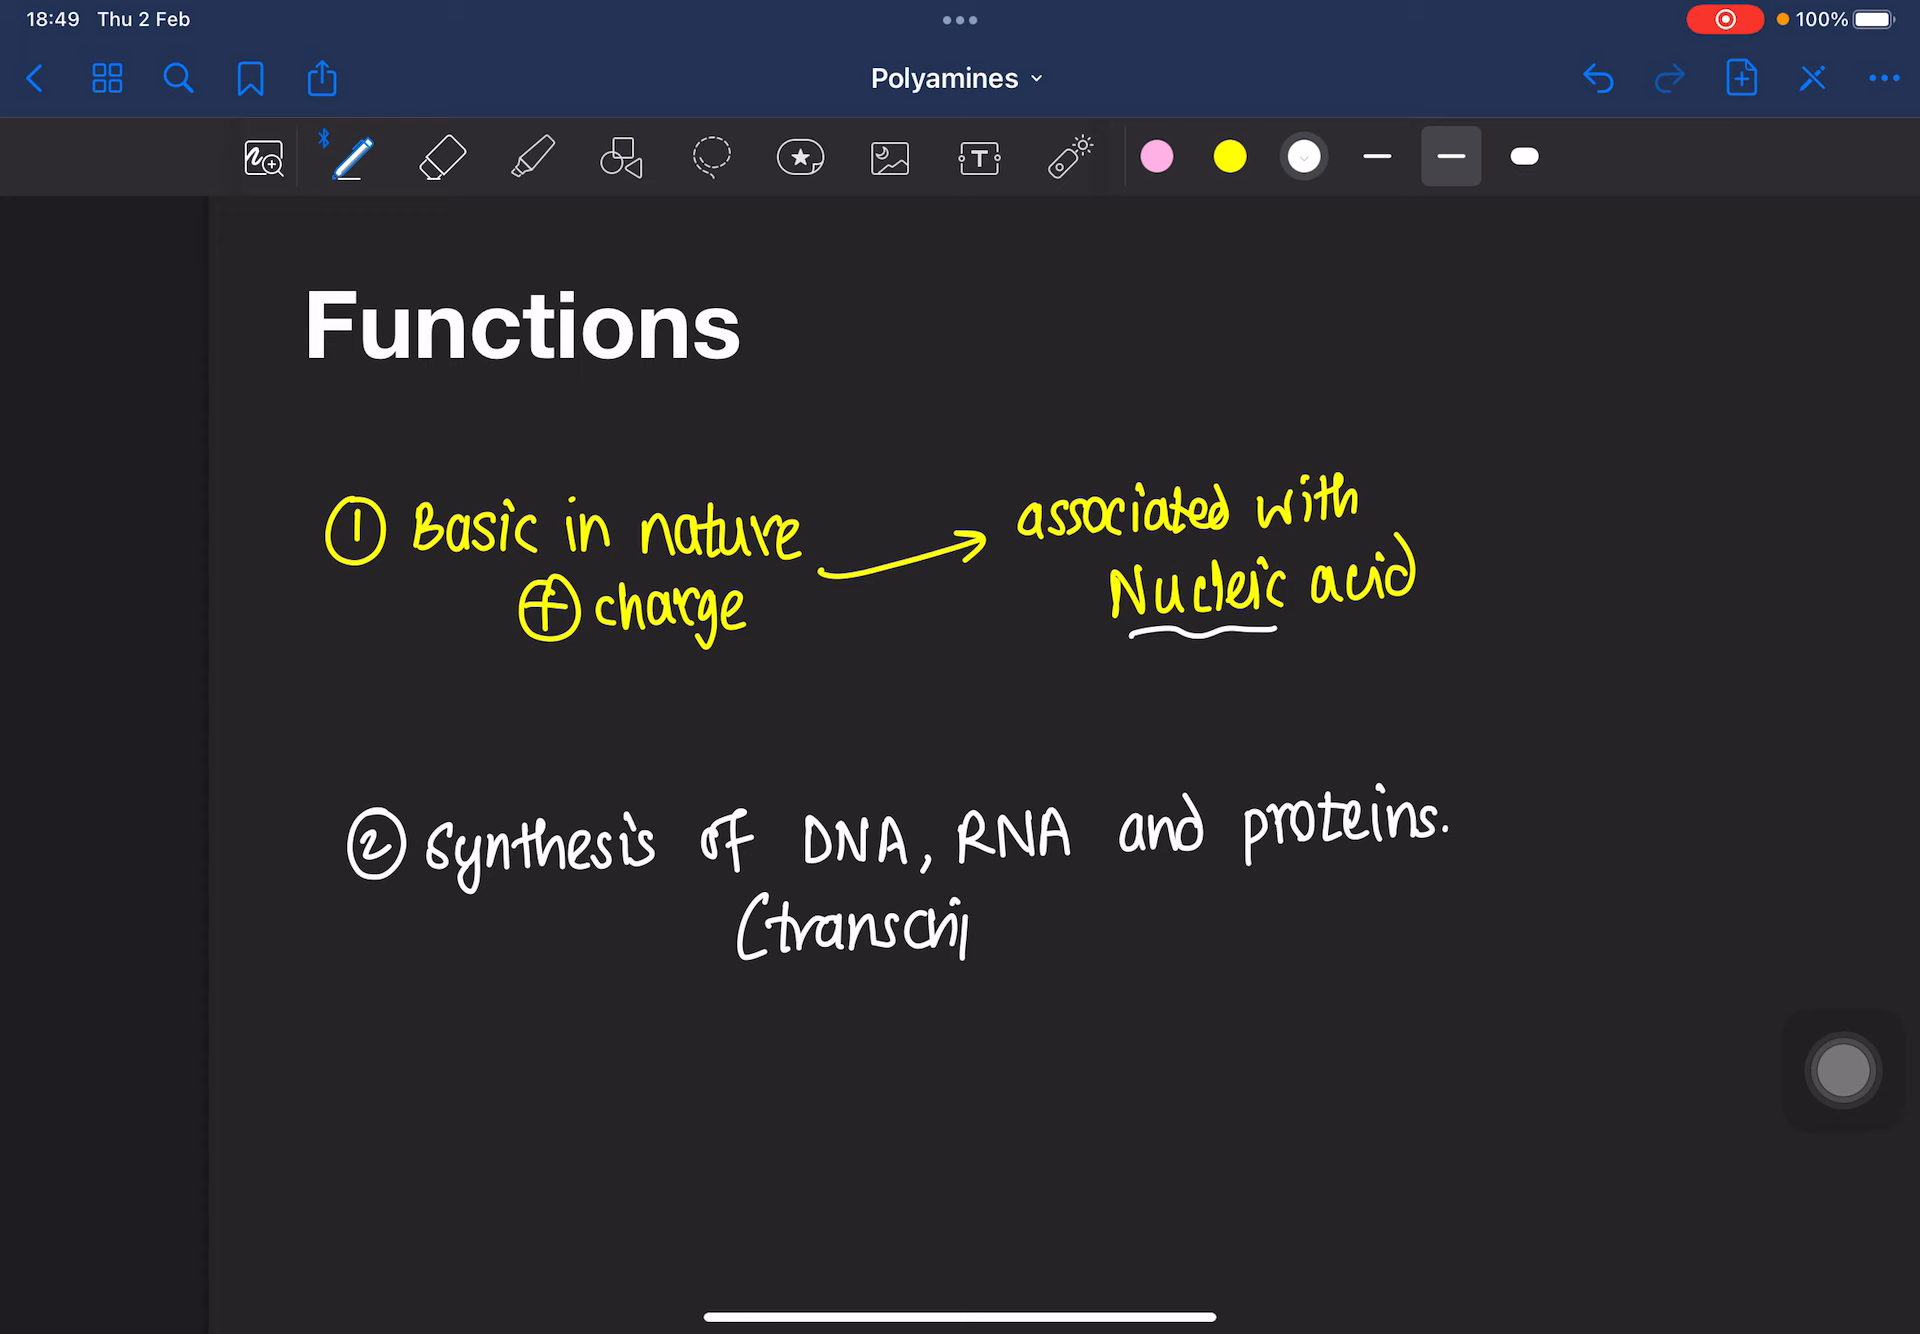 18:49 Thu 2 Feb
100%
Polyamines
T
Functions
① Basic in nature
⊕ charge
associated with
Nucleic acid
② Synthesis of DNA, RNA and proteins.
(transcrip